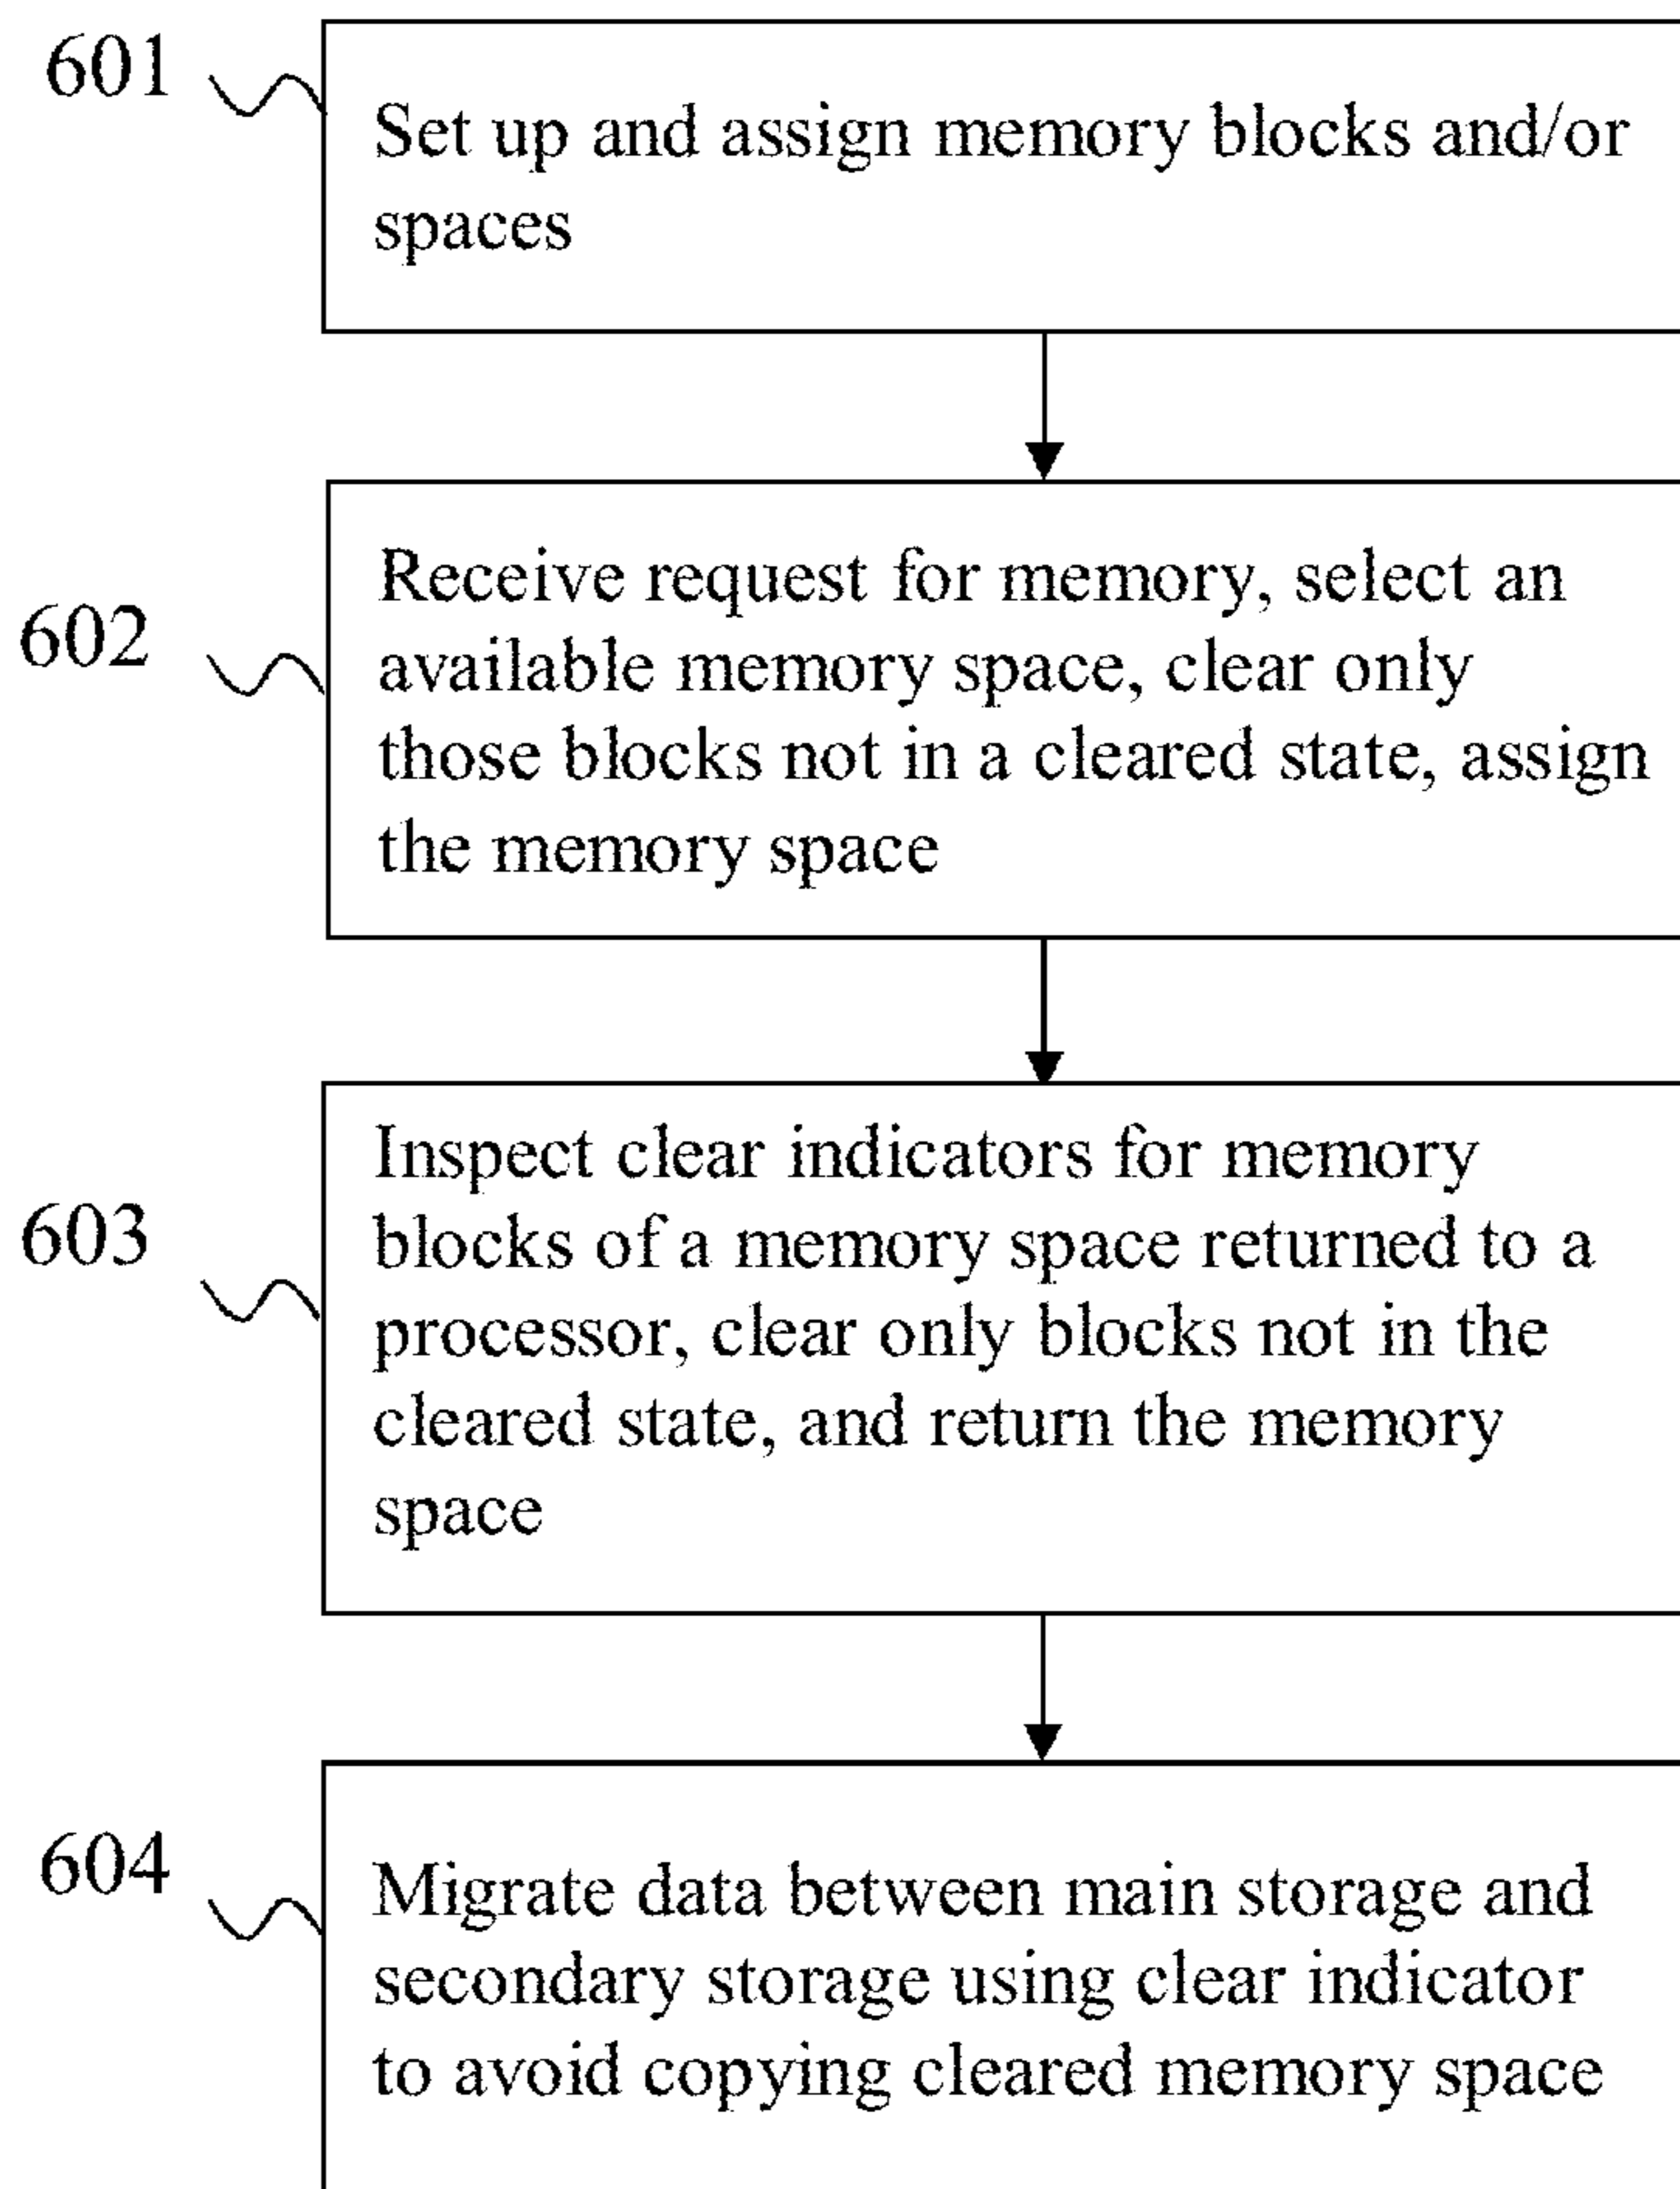 601
Set up and assign memory blocks and/or
spaces
602
Receive request for memory, select an
available memory space, clear only
those blocks not in a cleared state, assign
the memory space
603
Inspect clear indicators for memory
blocks of a memory space returned to a
processor, clear only blocks not in the
cleared state, and return the memory
space
604
Migrate data between main storage and
secondary storage using clear indicator
to avoid copying cleared memory space